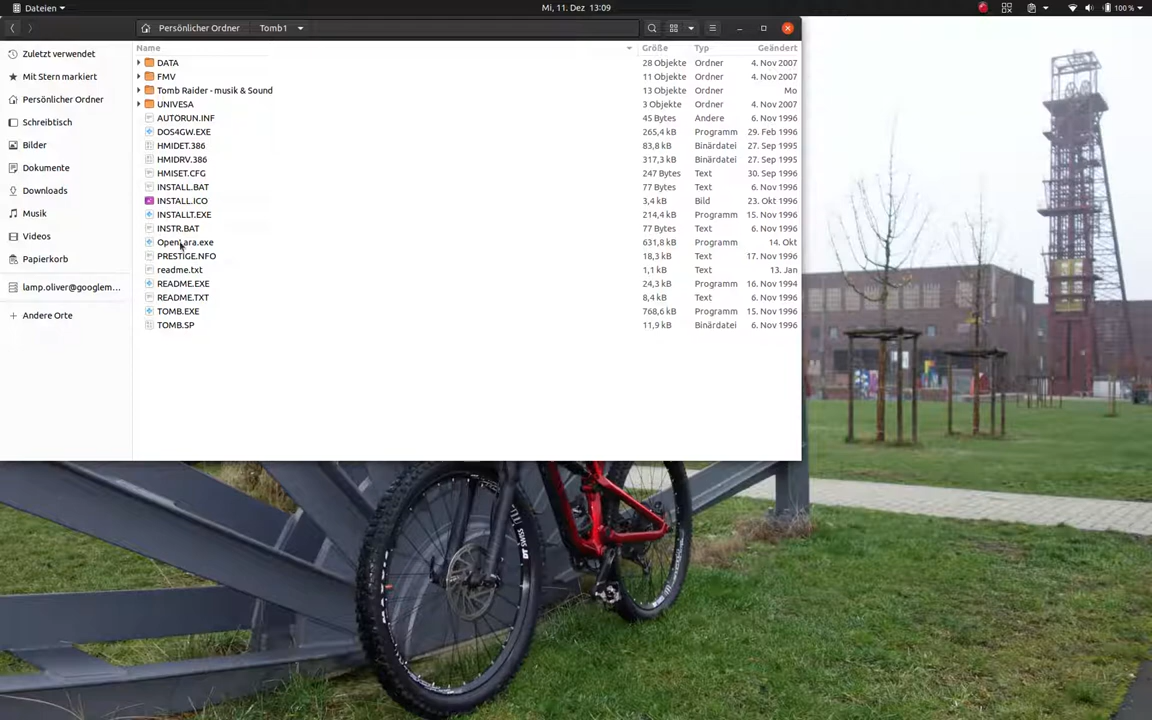 Dateien
Mi, 11. Dez 13:09
100 %
Persönlicher Ordner
Tomb1
Name Größe Typ Geändert
Zuletzt verwendet
Mit Stern markiert
Persönlicher Ordner
Schreibtisch
Bilder
Dokumente
Downloads
Musik
Videos
Papierkorb
lamp.oliver@googlem...
Andere Orte
DATA 28 Objekte Ordner 4. Nov 2007
FMV 11 Objekte Ordner 4. Nov 2007
Tomb Raider - musik & Sound 13 Objekte Ordner Mo
UNIVESA 3 Objekte Ordner 4. Nov 2007
AUTORUN.INF 45 Bytes Andere 6. Nov 1996
DOS4GW.EXE 265,4 kB Programm 29. Feb 1996
HMIDET.386 83,8 kB Binärdatei 27. Sep 1995
HMIDRV.386 317,3 kB Binärdatei 27. Sep 1995
HMISET.CFG 247 Bytes Text 30. Sep 1996
INSTALL.BAT 77 Bytes Text 6. Nov 1996
INSTALL.ICO 3,4 kB Bild 23. Okt 1996
INSTALLT.EXE 214,4 kB Programm 15. Nov 1996
INSTR.BAT 77 Bytes Text 6. Nov 1996
OpenLara.exe 631,8 kB Programm 14. Okt
PRESTIGE.NFO 18,3 kB Text 17. Nov 1996
readme.txt 1,1 kB Text 13. Jan
README.EXE 24,3 kB Programm 16. Nov 1994
README.TXT 8,4 kB Text 6. Nov 1996
TOMB.EXE 768,6 kB Programm 15. Nov 1996
TOMB.SP 11,9 kB Binärdatei 6. Nov 1996